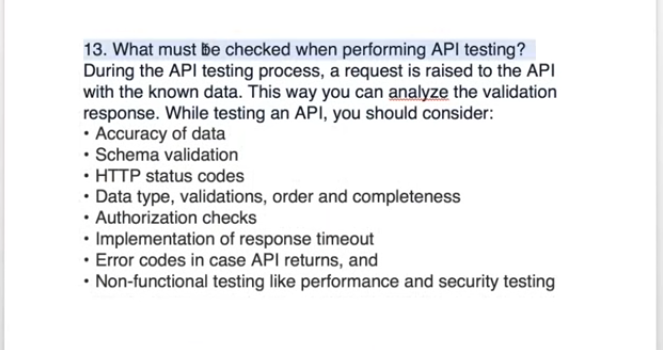 13. What must be checked when performing API testing?
During the API testing process, a request is raised to the API
with the known data. This way you can analyze the validation
response. While testing an API, you should consider:
• Accuracy of data
• Schema validation
• HTTP status codes
• Data type, validations, order and completeness
• Authorization checks
• Implementation of response timeout
• Error codes in case API returns, and
• Non-functional testing like performance and security testing